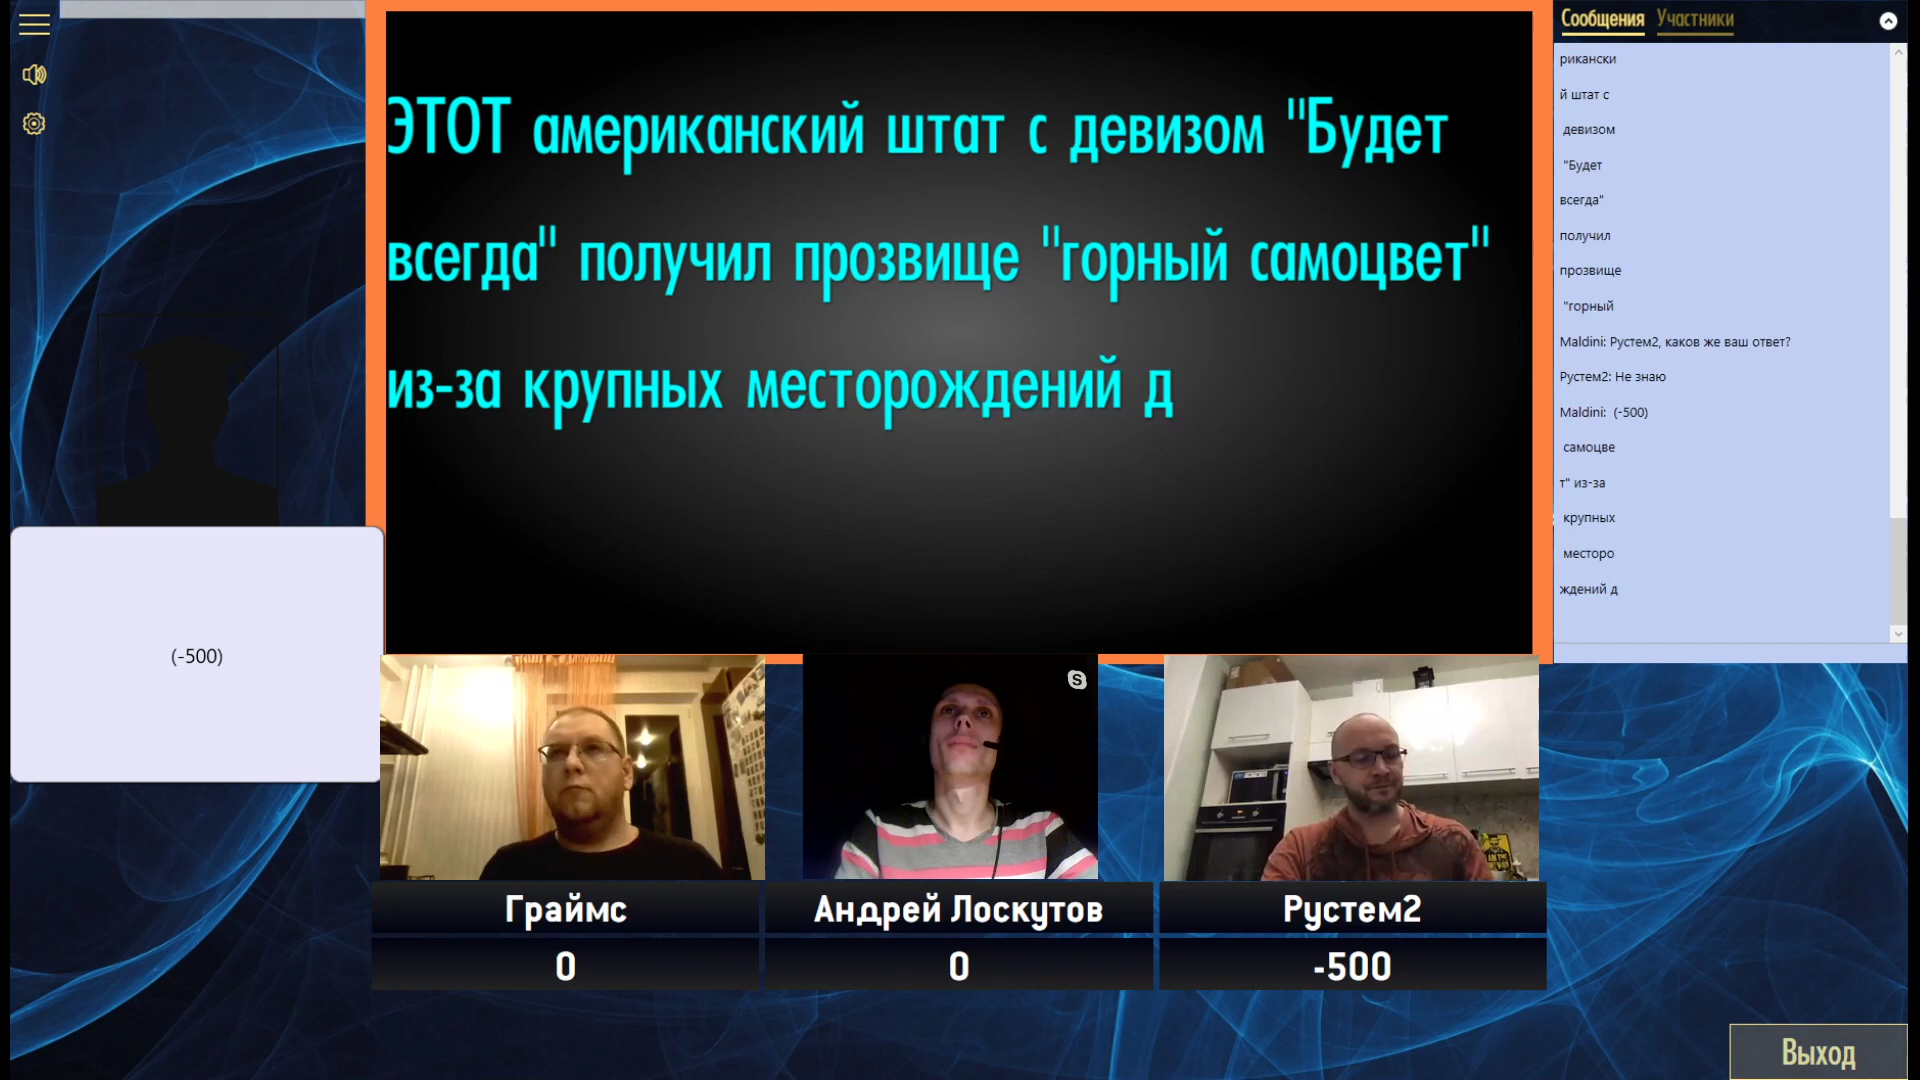 ЭТОТ американский штат с девизом "Будет
всегда" получил прозвище "горный самоцвет"
из-за крупных месторождений д
Сообщения Участники
рикански
й штат с
девизом
"Будет
всегда"
получил
прозвище
"горный
Maldini: Рустем2, каков же ваш ответ?
Рустем2: Не знаю
Maldini: (-500)
самоцве
т" из-за
крупных
месторо
ждений д
(-500)
S
Граймс
0
Андрей Лоскутов
0
Рустем2
-500
Выход